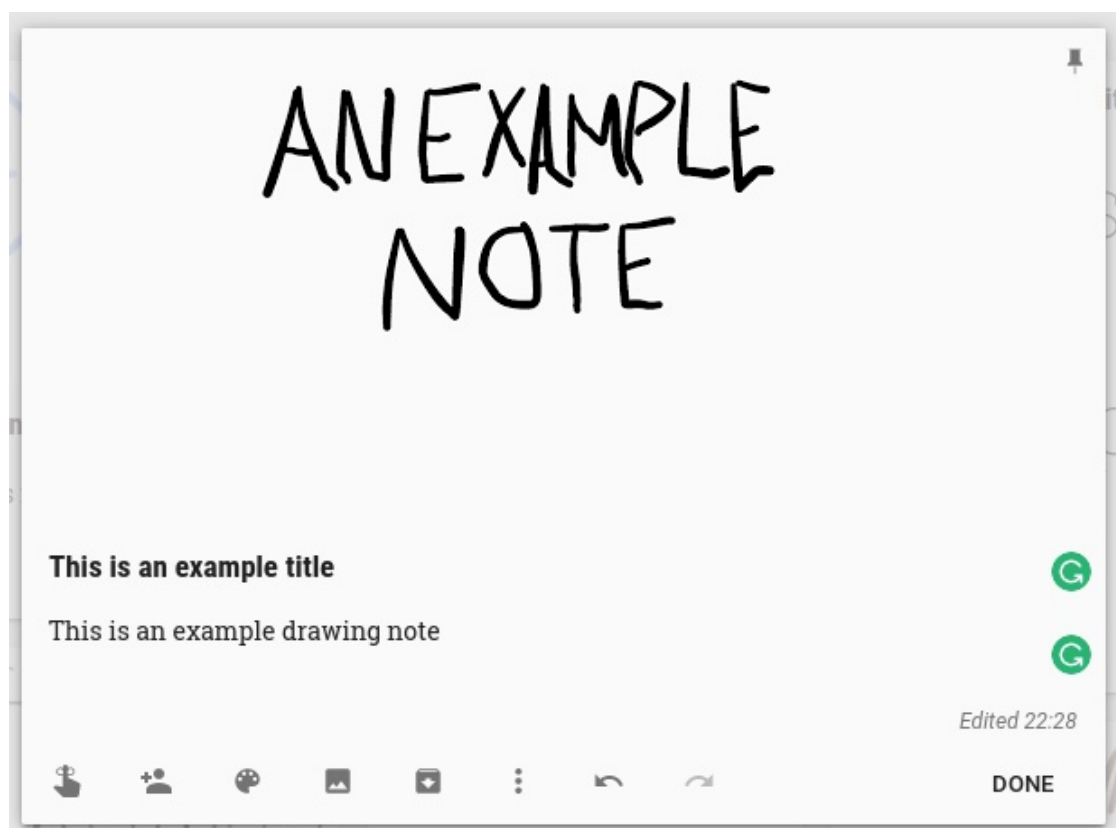 AN EXAMPLE
NOTE
This is an example title
This is an example drawing note
Edited 22:28
DONE